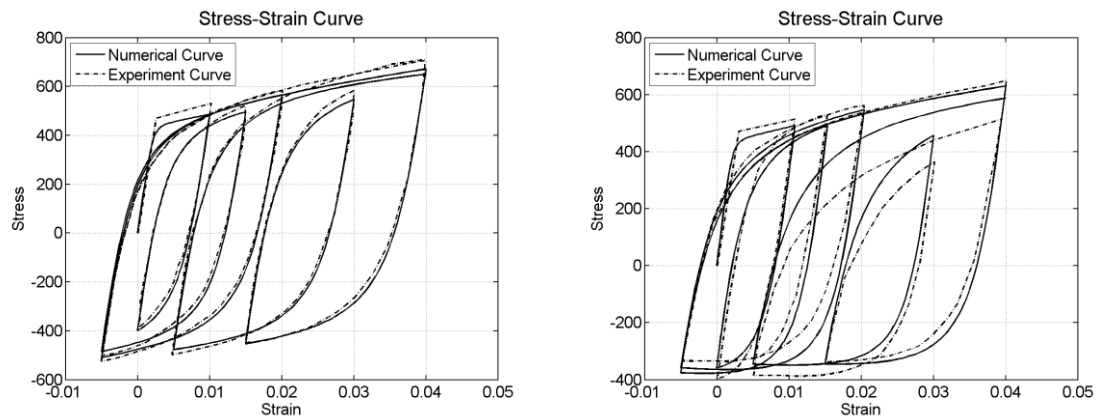 Stress-Strain Curve
Numerical Curve
Experiment Curve
800
600
400
200
0
-200
-400
-600
Stress
-0.01 0 0.01 0.02 0.03 0.04 0.05
Strain
Stress-Strain Curve
Numerical Curve
Experiment Curve
800
600
400
200
0
-200
-400
Stress
-0.01 0 0.01 0.02 0.03 0.04 0.05
Strain